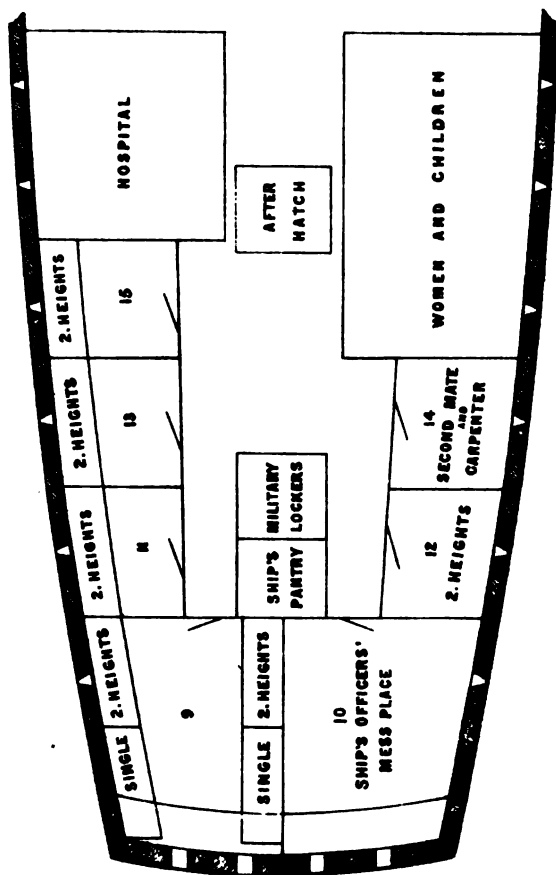 SINGLE
2. HEIGHTS
2. HEIGHTS
2. HEIGHTS
2. HEIGHTS
HOSPITAL
9
11
13
15
SINGLE
2. HEIGHTS
SHIP'S
PANTRY
MILITARY
LOCKERS
AFTER
HATCH
10
SHIP'S OFFICERS'
MESS PLACE
12
2. HEIGHTS
14
SECOND MATE
AND
CARPENTER
WOMEN AND CHILDREN